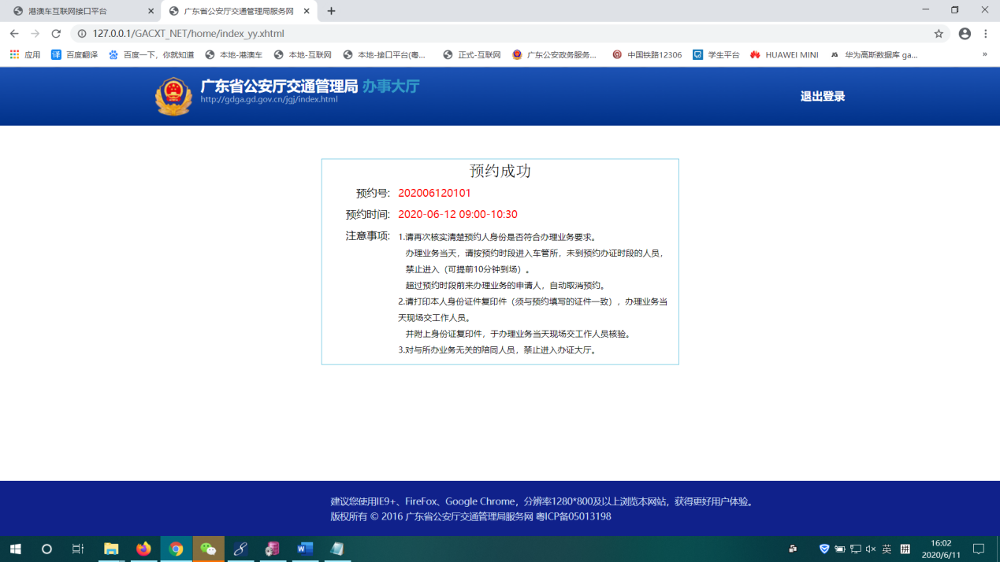 港澳车互联网接口平台
广东省公安厅交通管理局服务网
127.0.0.1/GACXT_NET/home/index_yy.xhtml
应用
百度翻译
百度一下，你就知道
本地-港澳车
本地-互联网
本地-接口平台(粤...
正式-互联网
广东公安政务服务...
中国铁路12306
学生平台
HUAWEI MINI
华为高斯数据库 ga...
»
广东省公安厅交通管理局 办事大厅
http://gdga.gd.gov.cn/jgj/index.html
退出登录
预约成功
预约号: 202006120101
预约时间: 2020-06-12 09:00-10:30
注意事项: 1.请再次核实清楚预约人身份是否符合办理业务要求。
办理业务当天，请按预约时段进入车管所，未到预约办证时段的人员，
禁止进入（可提前10分钟到场）。
超过预约时段前来办理业务的申请人，自动取消预约。
2.请打印本人身份证件复印件（须与预约填写的证件一致），办理业务当
天现场交工作人员。
并附上身份证复印件，于办理业务当天现场交工作人员核验。
3.对与所办业务无关的陪同人员，禁止进入办证大厅。
建议您使用IE9+、FireFox、Google Chrome，分辨率1280*800及以上浏览本网站，获得更好用户体验。
版权所有 © 2016 广东省公安厅交通管理局服务网 粤ICP备05013198
英
拼
16:02
2020/6/11